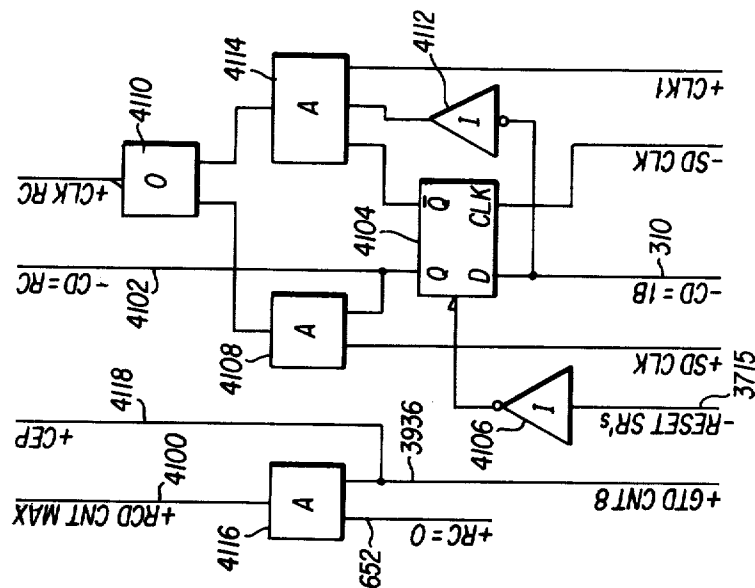 +CEP
4118
+RCD CNT MAX
4100
4116
A
652
+RC=0
3936
+GTD CNT 8
-CD=RC
4102
4108
A
+SD CLK
4106
I
-RESET SR's
3715
+CLK RC
4110
O
4114
A
4104
Q
Q̅
D
CLK
4112
I
-CD=1B
310
-SD CLK
+CLK1